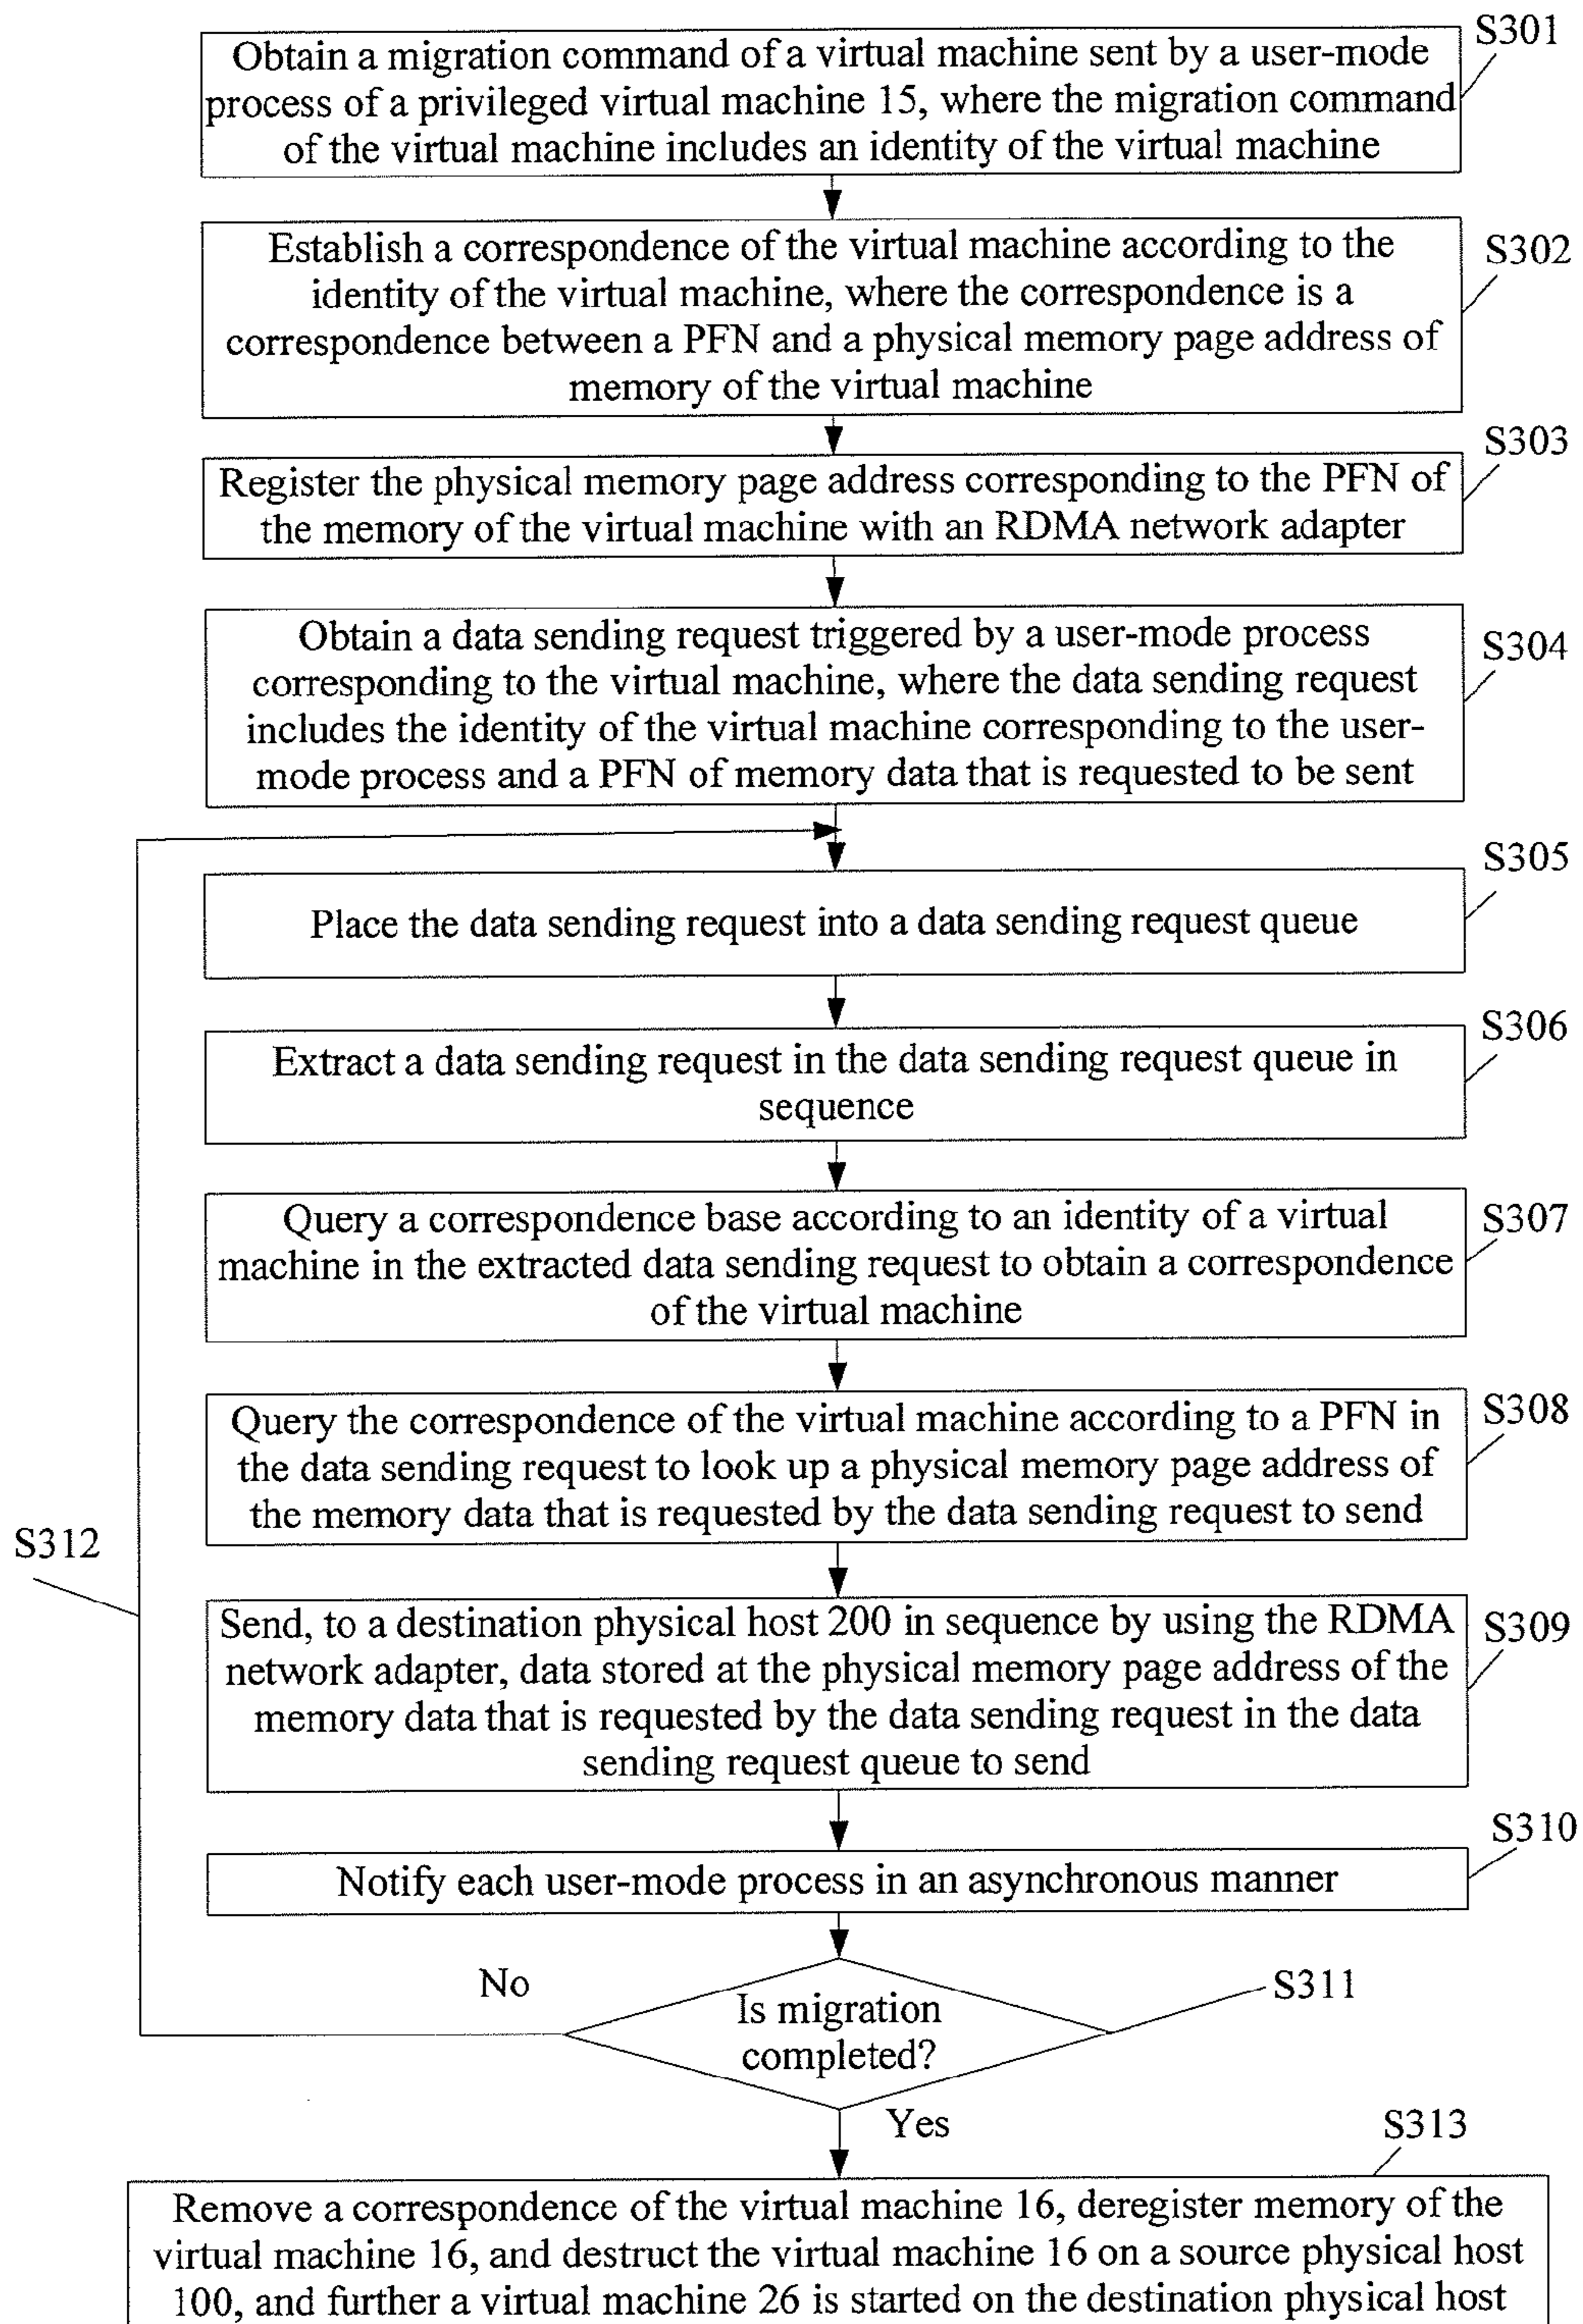 S301
Obtain a migration command of a virtual machine sent by a user-mode
process of a privileged virtual machine 15, where the migration command
of the virtual machine includes an identity of the virtual machine
S302
Establish a correspondence of the virtual machine according to the
identity of the virtual machine, where the correspondence is a
correspondence between a PFN and a physical memory page address of
memory of the virtual machine
S303
Register the physical memory page address corresponding to the PFN of
the memory of the virtual machine with an RDMA network adapter
S304
Obtain a data sending request triggered by a user-mode process
corresponding to the virtual machine, where the data sending request
includes the identity of the virtual machine corresponding to the user-
mode process and a PFN of memory data that is requested to be sent
S305
Place the data sending request into a data sending request queue
S306
Extract a data sending request in the data sending request queue in
sequence
S307
Query a correspondence base according to an identity of a virtual
machine in the extracted data sending request to obtain a correspondence
of the virtual machine
S308
Query the correspondence of the virtual machine according to a PFN in
the data sending request to look up a physical memory page address of
the memory data that is requested by the data sending request to send
S312
S309
Send, to a destination physical host 200 in sequence by using the RDMA
network adapter, data stored at the physical memory page address of the
memory data that is requested by the data sending request in the data
sending request queue to send
S310
Notify each user-mode process in an asynchronous manner
No
S311
Is migration
completed?
Yes
S313
Remove a correspondence of the virtual machine 16, deregister memory of the
virtual machine 16, and destruct the virtual machine 16 on a source physical host
100, and further a virtual machine 26 is started on the destination physical host